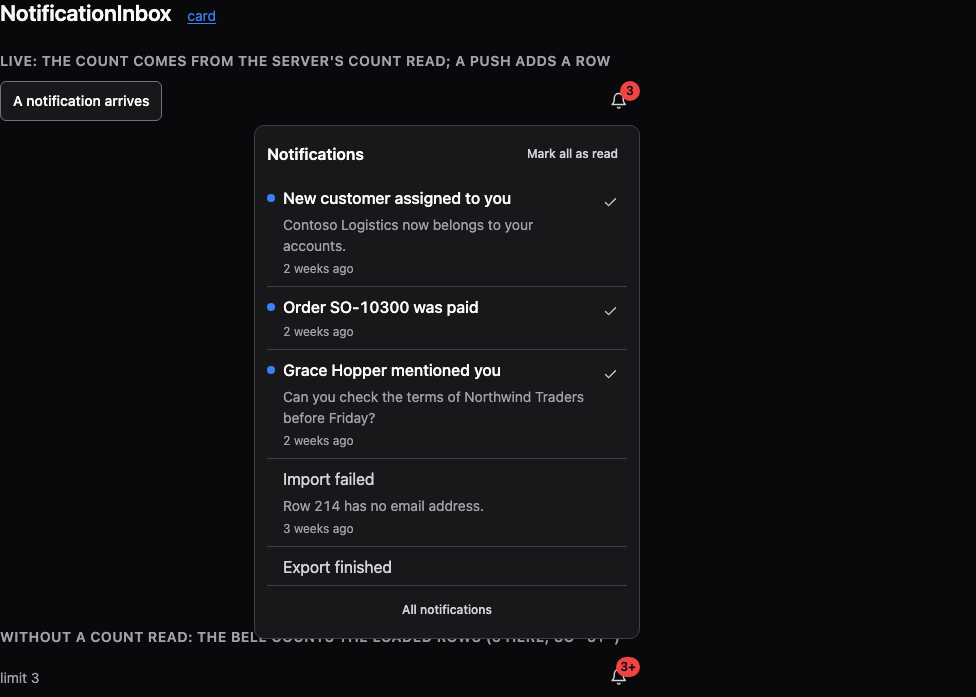 NotificationInbox card
LIVE: THE COUNT COMES FROM THE SERVER'S COUNT READ; A PUSH ADDS A ROW
A notification arrives
3
Notifications
Mark all as read
New customer assigned to you
Contoso Logistics now belongs to your
accounts.
2 weeks ago
Order SO-10300 was paid
2 weeks ago
Grace Hopper mentioned you
Can you check the terms of Northwind Traders
before Friday?
2 weeks ago
Import failed
Row 214 has no email address.
3 weeks ago
Export finished
All notifications
WITHOUT A COUNT READ: THE BELL COUNTS THE LOADED ROWS
limit 3
3+